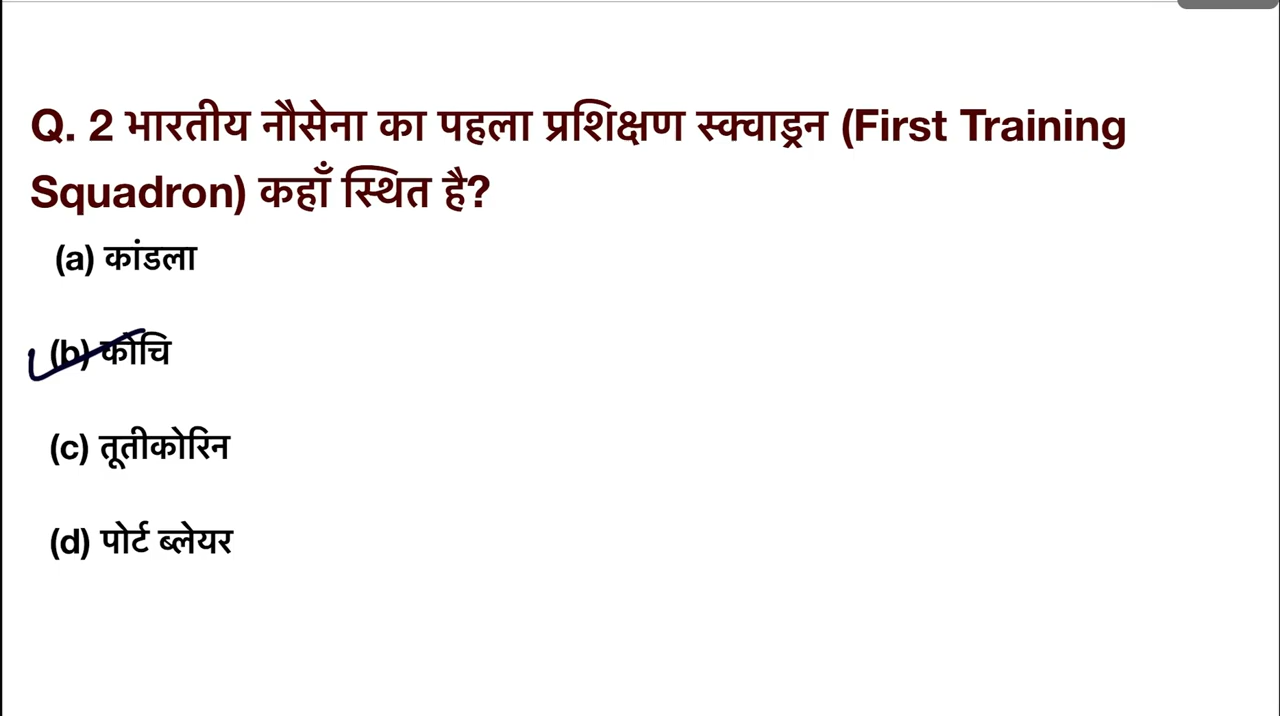 Q. 2 भारतीय नौसेना का पहला प्रशिक्षण स्क्वाड्रन (First Training
Squadron) कहाँ स्थित है?
(a) कांडला
(b) कोचि
(c) तूतीकोरिन
(d) पोर्ट ब्लेयर